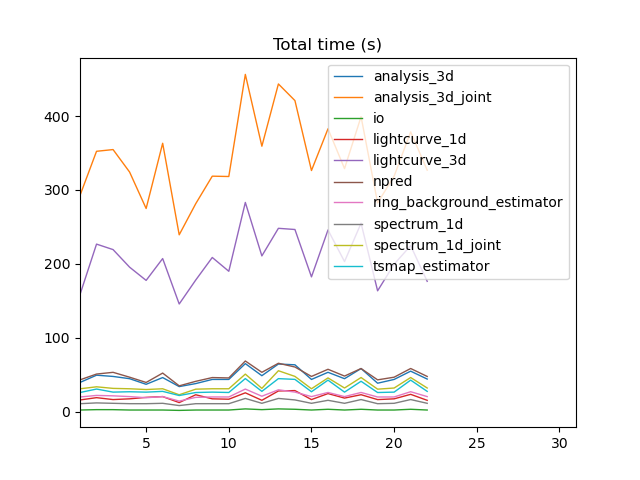 Total time (s)
400
300
200
100
0
5
10
15
20
25
30
analysis_3d
analysis_3d_joint
io
lightcurve_1d
lightcurve_3d
npred
ring_background_estimator
spectrum_1d
spectrum_1d_joint
tsmap_estimator